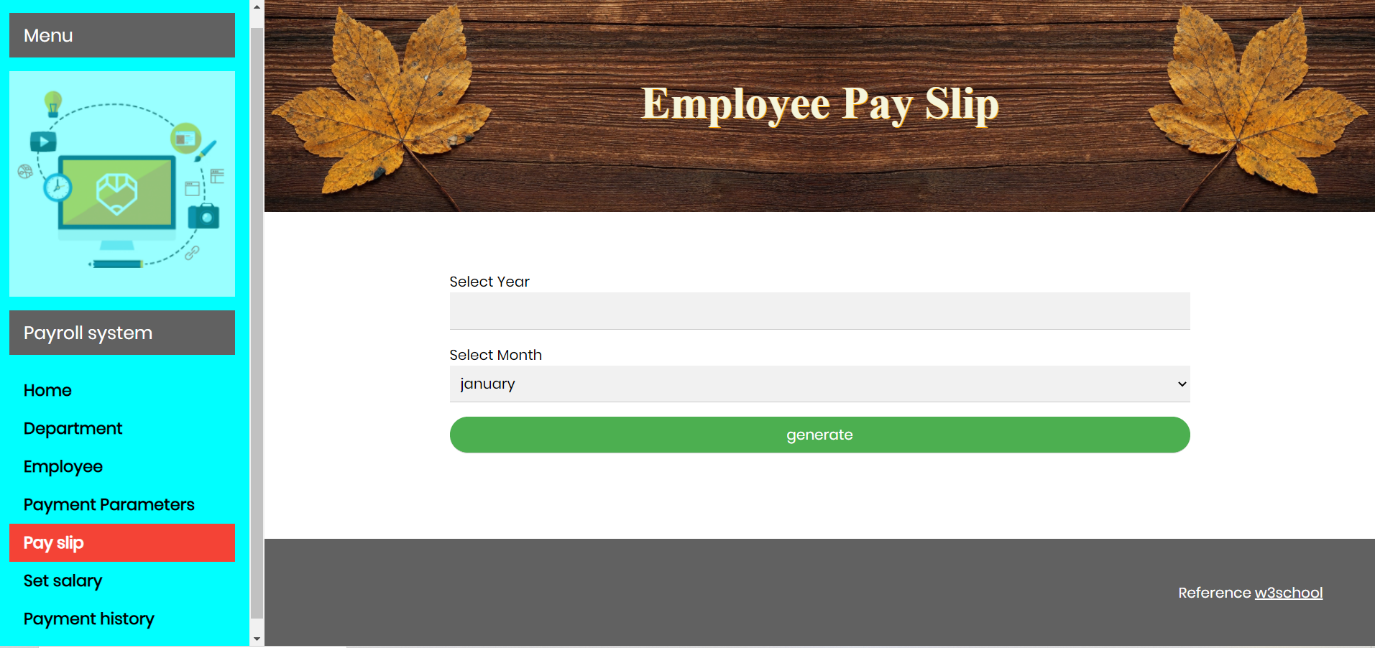 Menu
Payroll system
Home
Department
Employee
Payment Parameters
Pay slip
Set salary
Payment history
Employee Pay Slip
Select Year
Select Month
january
generate
Reference w3school